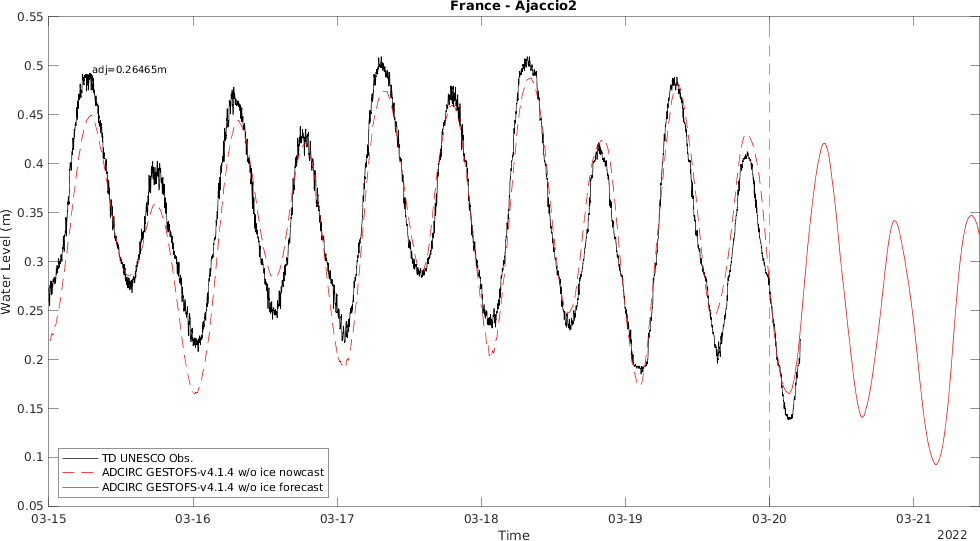 France - Ajaccio2
0.55
0.5
0.45
0.4
0.35
0.3
0.25
0.2
0.15
0.1
0.05
Water Level (m)
adj=0.26465m
TD UNESCO Obs.
ADCIRC GESTOFS-v4.1.4 w/o ice nowcast
ADCIRC GESTOFS-v4.1.4 w/o ice forecast
03-15 03-16 03-17 03-18 03-19 03-20 03-21
Time
2022